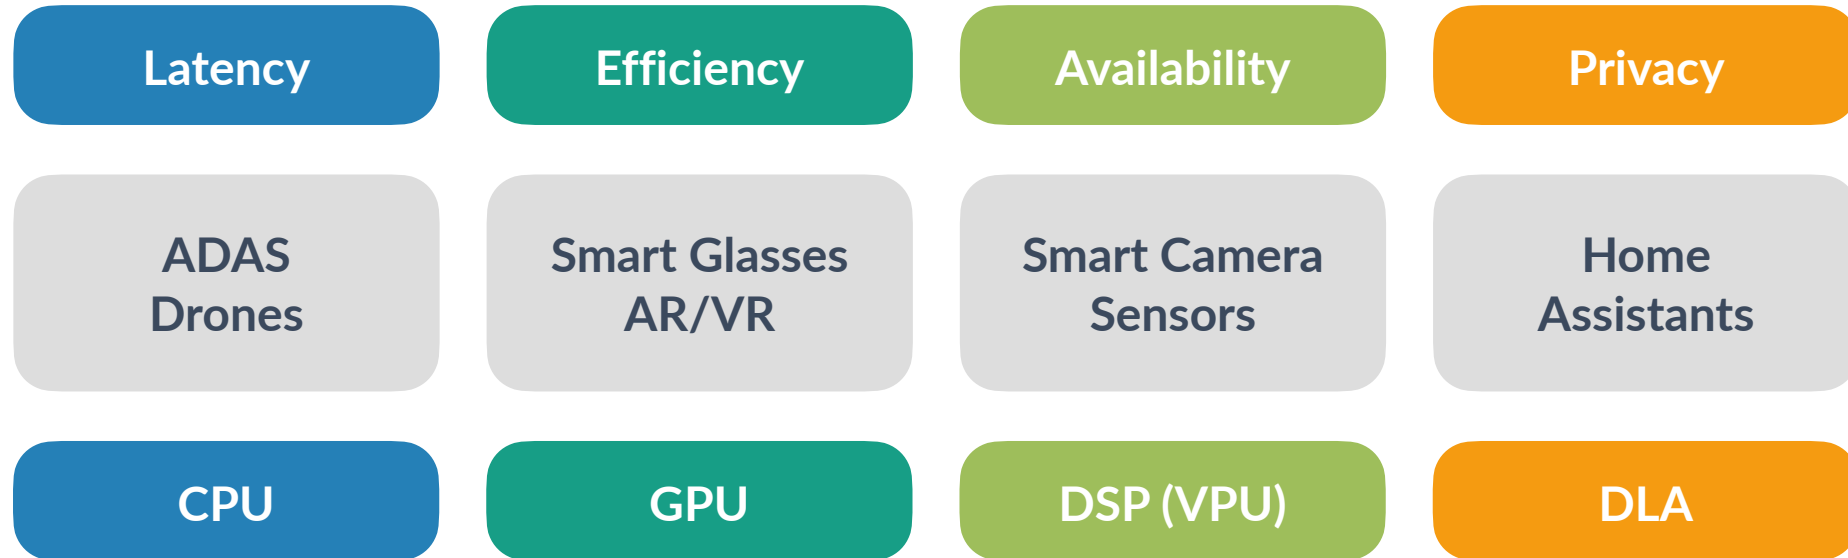 Latency
Efficiency
Availability
Privacy
ADAS
Drones
Smart Glasses
AR/VR
Smart Camera
Sensors
Home
Assistants
CPU
GPU
DSP (VPU)
DLA